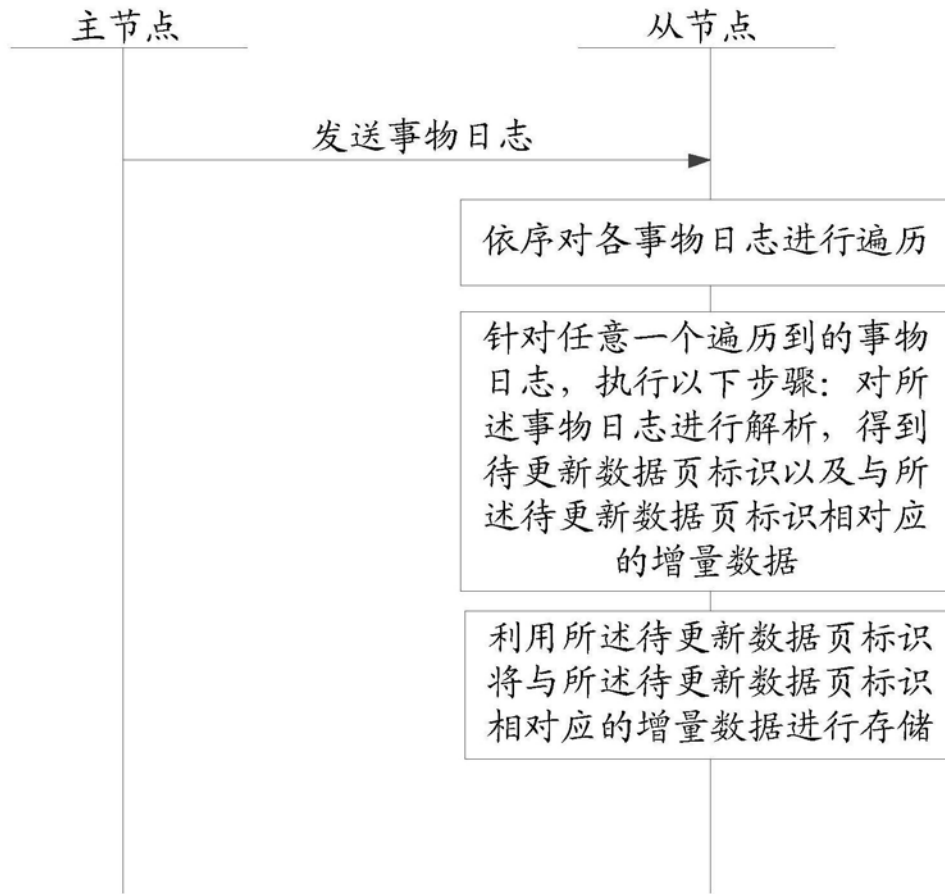 主节点
从节点
发送事物日志
依序对各事物日志进行遍历
针对任意一个遍历到的事物
日志，执行以下步骤：对所
述事物日志进行解析，得到
待更新数据页标识以及与所
述待更新数据页标识相对应
的增量数据
利用所述待更新数据页标识
将与所述待更新数据页标识
相对应的增量数据进行存储